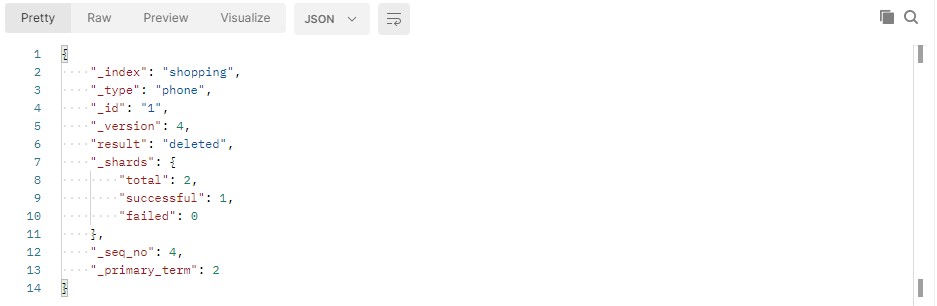 Pretty Raw Preview Visualize JSON
1 {
2 "_index": "shopping",
3 "_type": "phone",
4 "_id": "1",
5 "_version": 4,
6 "result": "deleted",
7 "_shards": {
8 "total": 2,
9 "successful": 1,
10 "failed": 0
11 },
12 "_seq_no": 4,
13 "_primary_term": 2
14 }